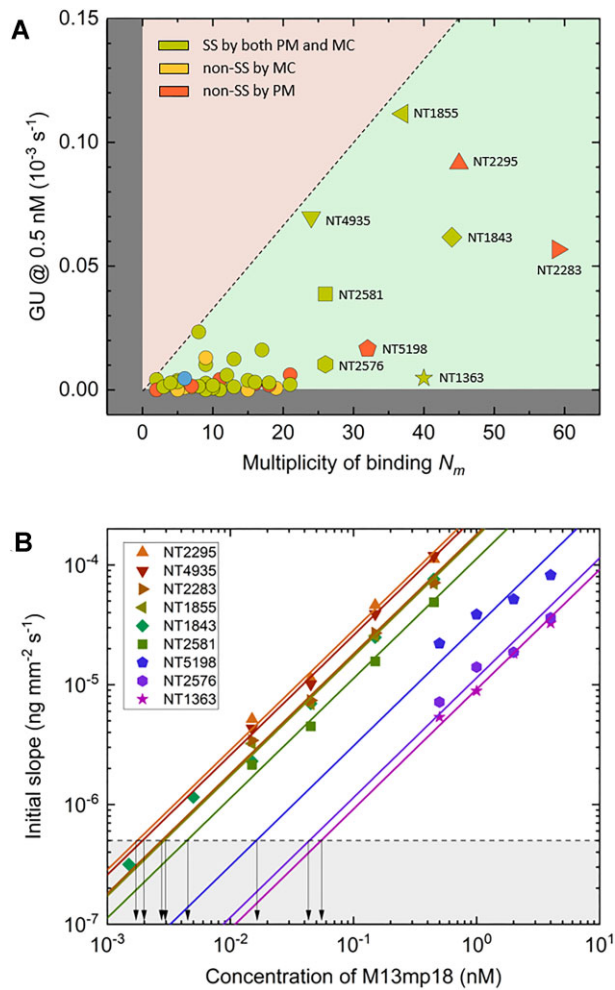 A
GU @ 0.5 nM (10⁻³ s⁻¹)
0.15
0.10
0.05
0.00
SS by both PM and MC
non-SS by MC
non-SS by PM
NT1855
NT2295
NT4935
NT1843
NT2283
NT2581
NT5198
NT2576
NT1363
0 10 20 30 40 50 60
Multiplicity of binding Nm
B
Initial slope (ng mm⁻² s⁻¹)
10⁻⁴
10⁻⁵
10⁻⁶
10⁻⁷
NT2295
NT4935
NT2283
NT1855
NT1843
NT2581
NT5198
NT2576
NT1363
10⁻³ 10⁻² 10⁻¹ 10⁰ 10¹
Concentration of M13mp18 (nM)